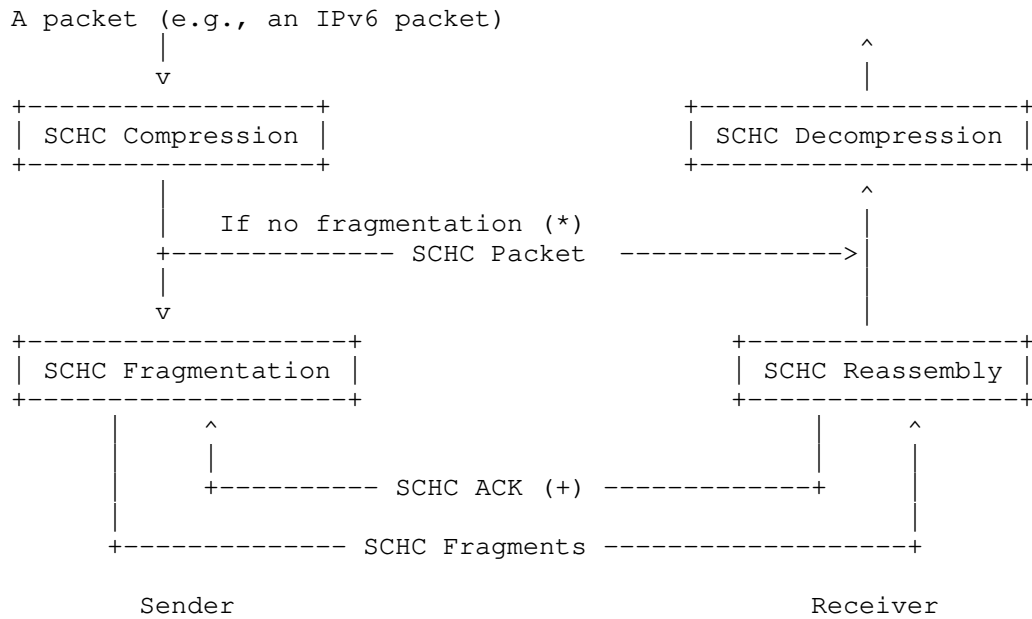 A packet (e.g., an IPv6 packet)
SCHC Compression
SCHC Decompression
If no fragmentation (*)
SCHC Packet
SCHC Fragmentation
SCHC Reassembly
SCHC ACK (+)
SCHC Fragments
Sender
Receiver